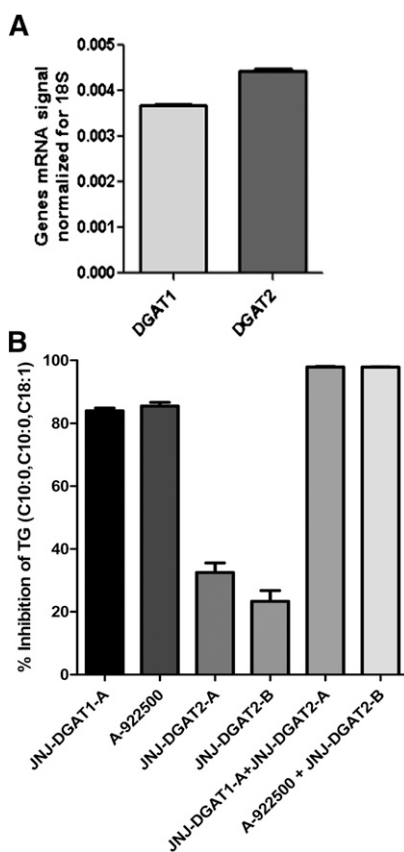 A
Genes mRNA signal
normalized for 18S
0.005
0.004
0.003
0.002
0.001
0.000
DGAT1
DGAT2
B
% Inhibition of TG (C10:0,C10:0,C18:1)
100
80
60
40
20
0
JNJ-DGAT1-A
A-922500
JNJ-DGAT2-A
JNJ-DGAT2-B
JNJ-DGAT1-A+JNJ-DGAT2-A
A-922500 + JNJ-DGAT2-B